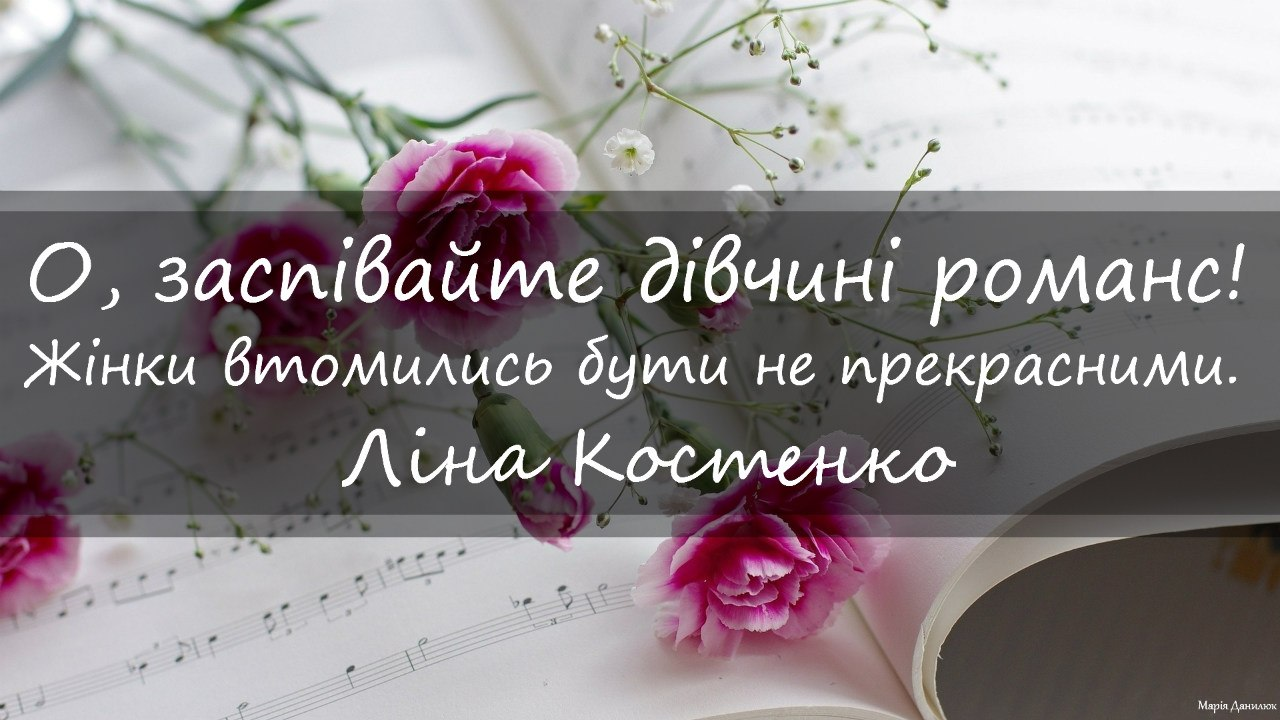 О, заспівайте дівчині романс!
Жінки втомились бути не прекрасними.
Ліна Костенко
Марія Данилюк